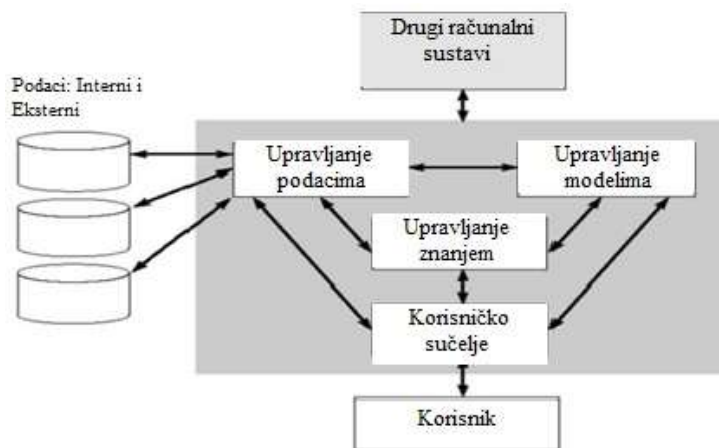 Drugi računalni
sustavi
Podaci: Interni i
Eksterni
Upravljanje
podacima
Upravljanje
modelima
Upravljanje
znanjem
Korisničko
sučelje
Korisnik